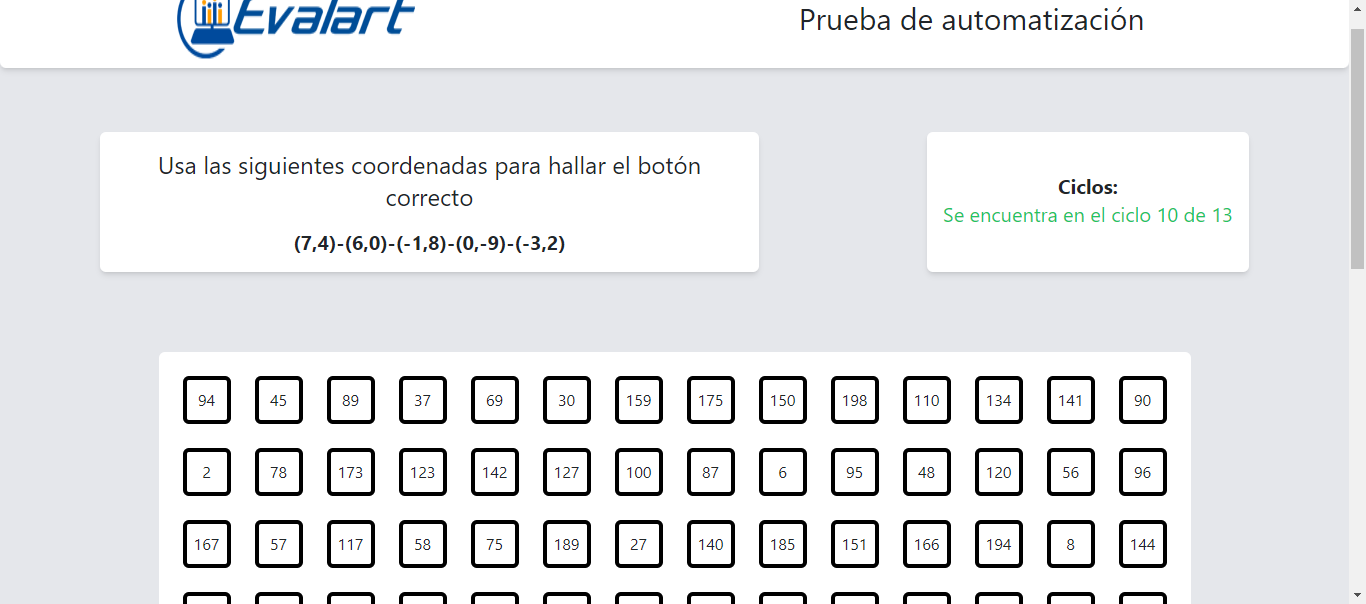 Evalart
Prueba de automatización
Usa las siguientes coordenadas para hallar el botón
correcto
(7,4)-(6,0)-(-1,8)-(0,-9)-(-3,2)
Ciclos:
Se encuentra en el ciclo 10 de 13
94 45 89 37 69 30 159 175 150 198 110 134 141 90
2 78 173 123 142 127 100 87 6 95 48 120 56 96
167 57 117 58 75 189 27 140 185 151 166 194 8 144